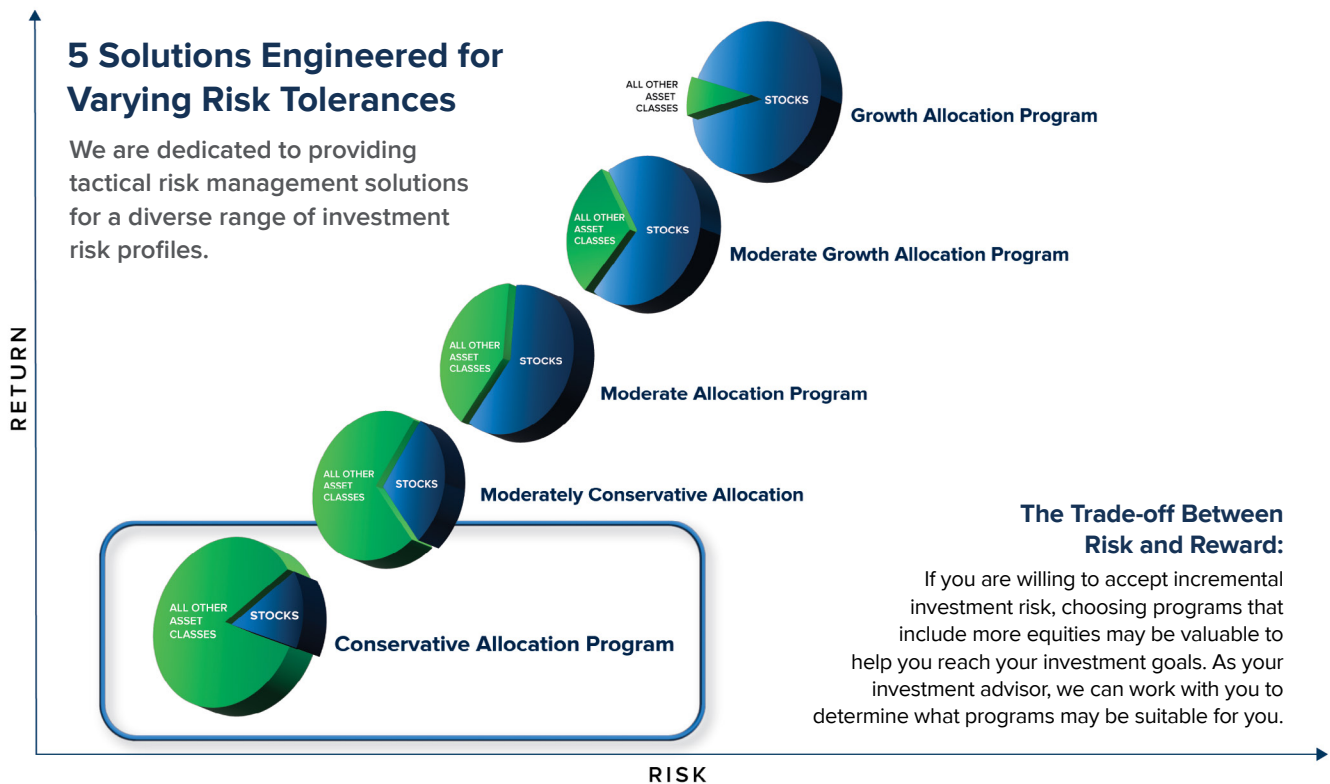 5 Solutions Engineered for
Varying Risk Tolerances
We are dedicated to providing
tactical risk management solutions
for a diverse range of investment
risk profiles.
ALL OTHER
ASSET
CLASSES
STOCKS
Growth Allocation Program
ALL OTHER
ASSET
CLASSES
STOCKS
Moderate Growth Allocation Program
ALL OTHER
ASSET
CLASSES
STOCKS
Moderate Allocation Program
ALL OTHER
ASSET
CLASSES
STOCKS
Moderately Conservative Allocation
ALL OTHER
ASSET
CLASSES
STOCKS
Conservative Allocation Program
The Trade-off Between
Risk and Reward:
If you are willing to accept incremental
investment risk, choosing programs that
include more equities may be valuable to
help you reach your investment goals. As your
investment advisor, we can work with you to
determine what programs may be suitable for you.
RETURN
RISK